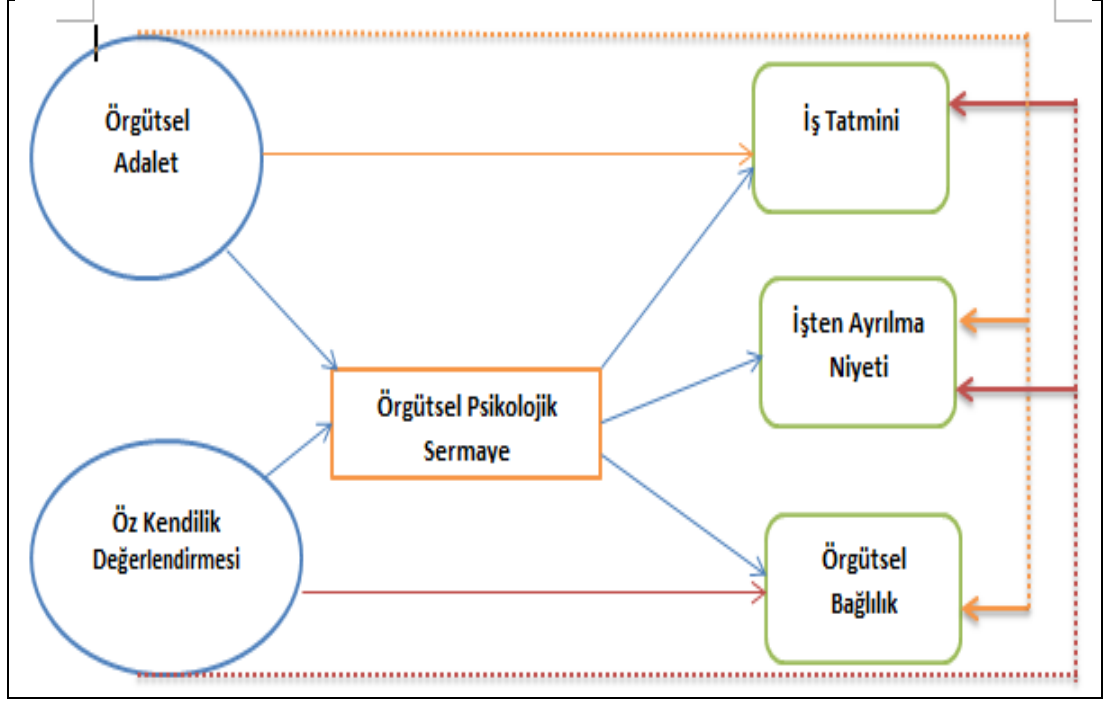 Örgütsel
Adalet
İş Tatmini
İşten Ayrılma
Niyeti
Örgütsel Psikolojik
Sermaye
Öz Kendilik
Değerlendirmesi
Örgütsel
Bağlılık